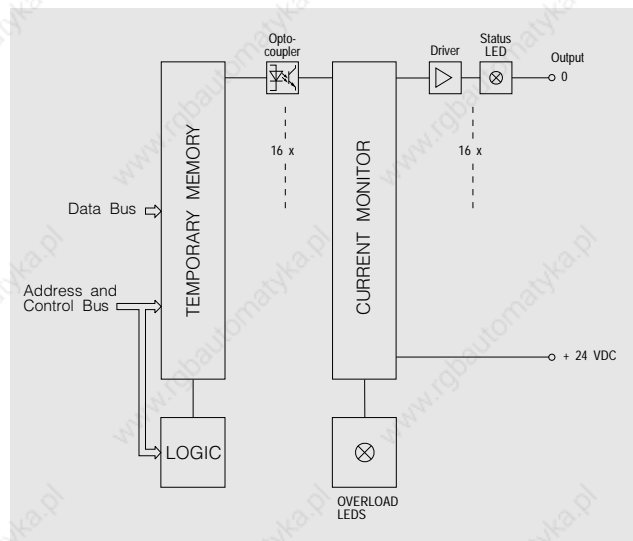 Opto-
coupler
Driver
Status
LED
Output
0
16 x
16 x
TEMPORARY MEMORY
CURRENT MONITOR
Data Bus
Address and
Control Bus
+ 24 VDC
LOGIC
OVERLOAD
LEDS
www.rgbautomatyka.pl